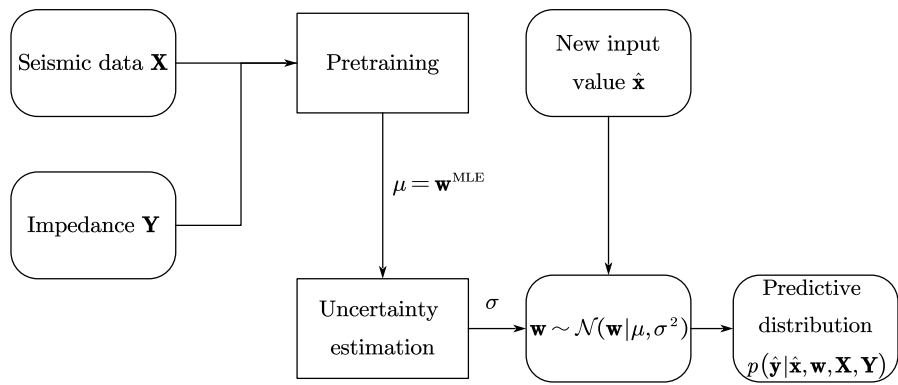 Seismic data X
Pretraining
New input
value x̂
μ = w^MLE
Impedance Y
Uncertainty
estimation
σ
w ∼ 𝒩(w|μ, σ²)
Predictive
distribution
p(ŷ|x̂, w, X, Y)